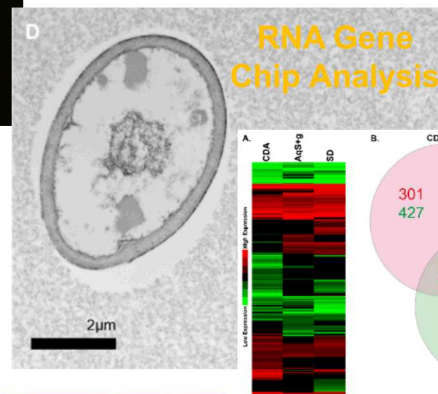 D
RNA Gene
Chip Analysis
A.
CDA
AqS+g
SD
B.
CD
High Expression
Low Expression
301
427
2µm